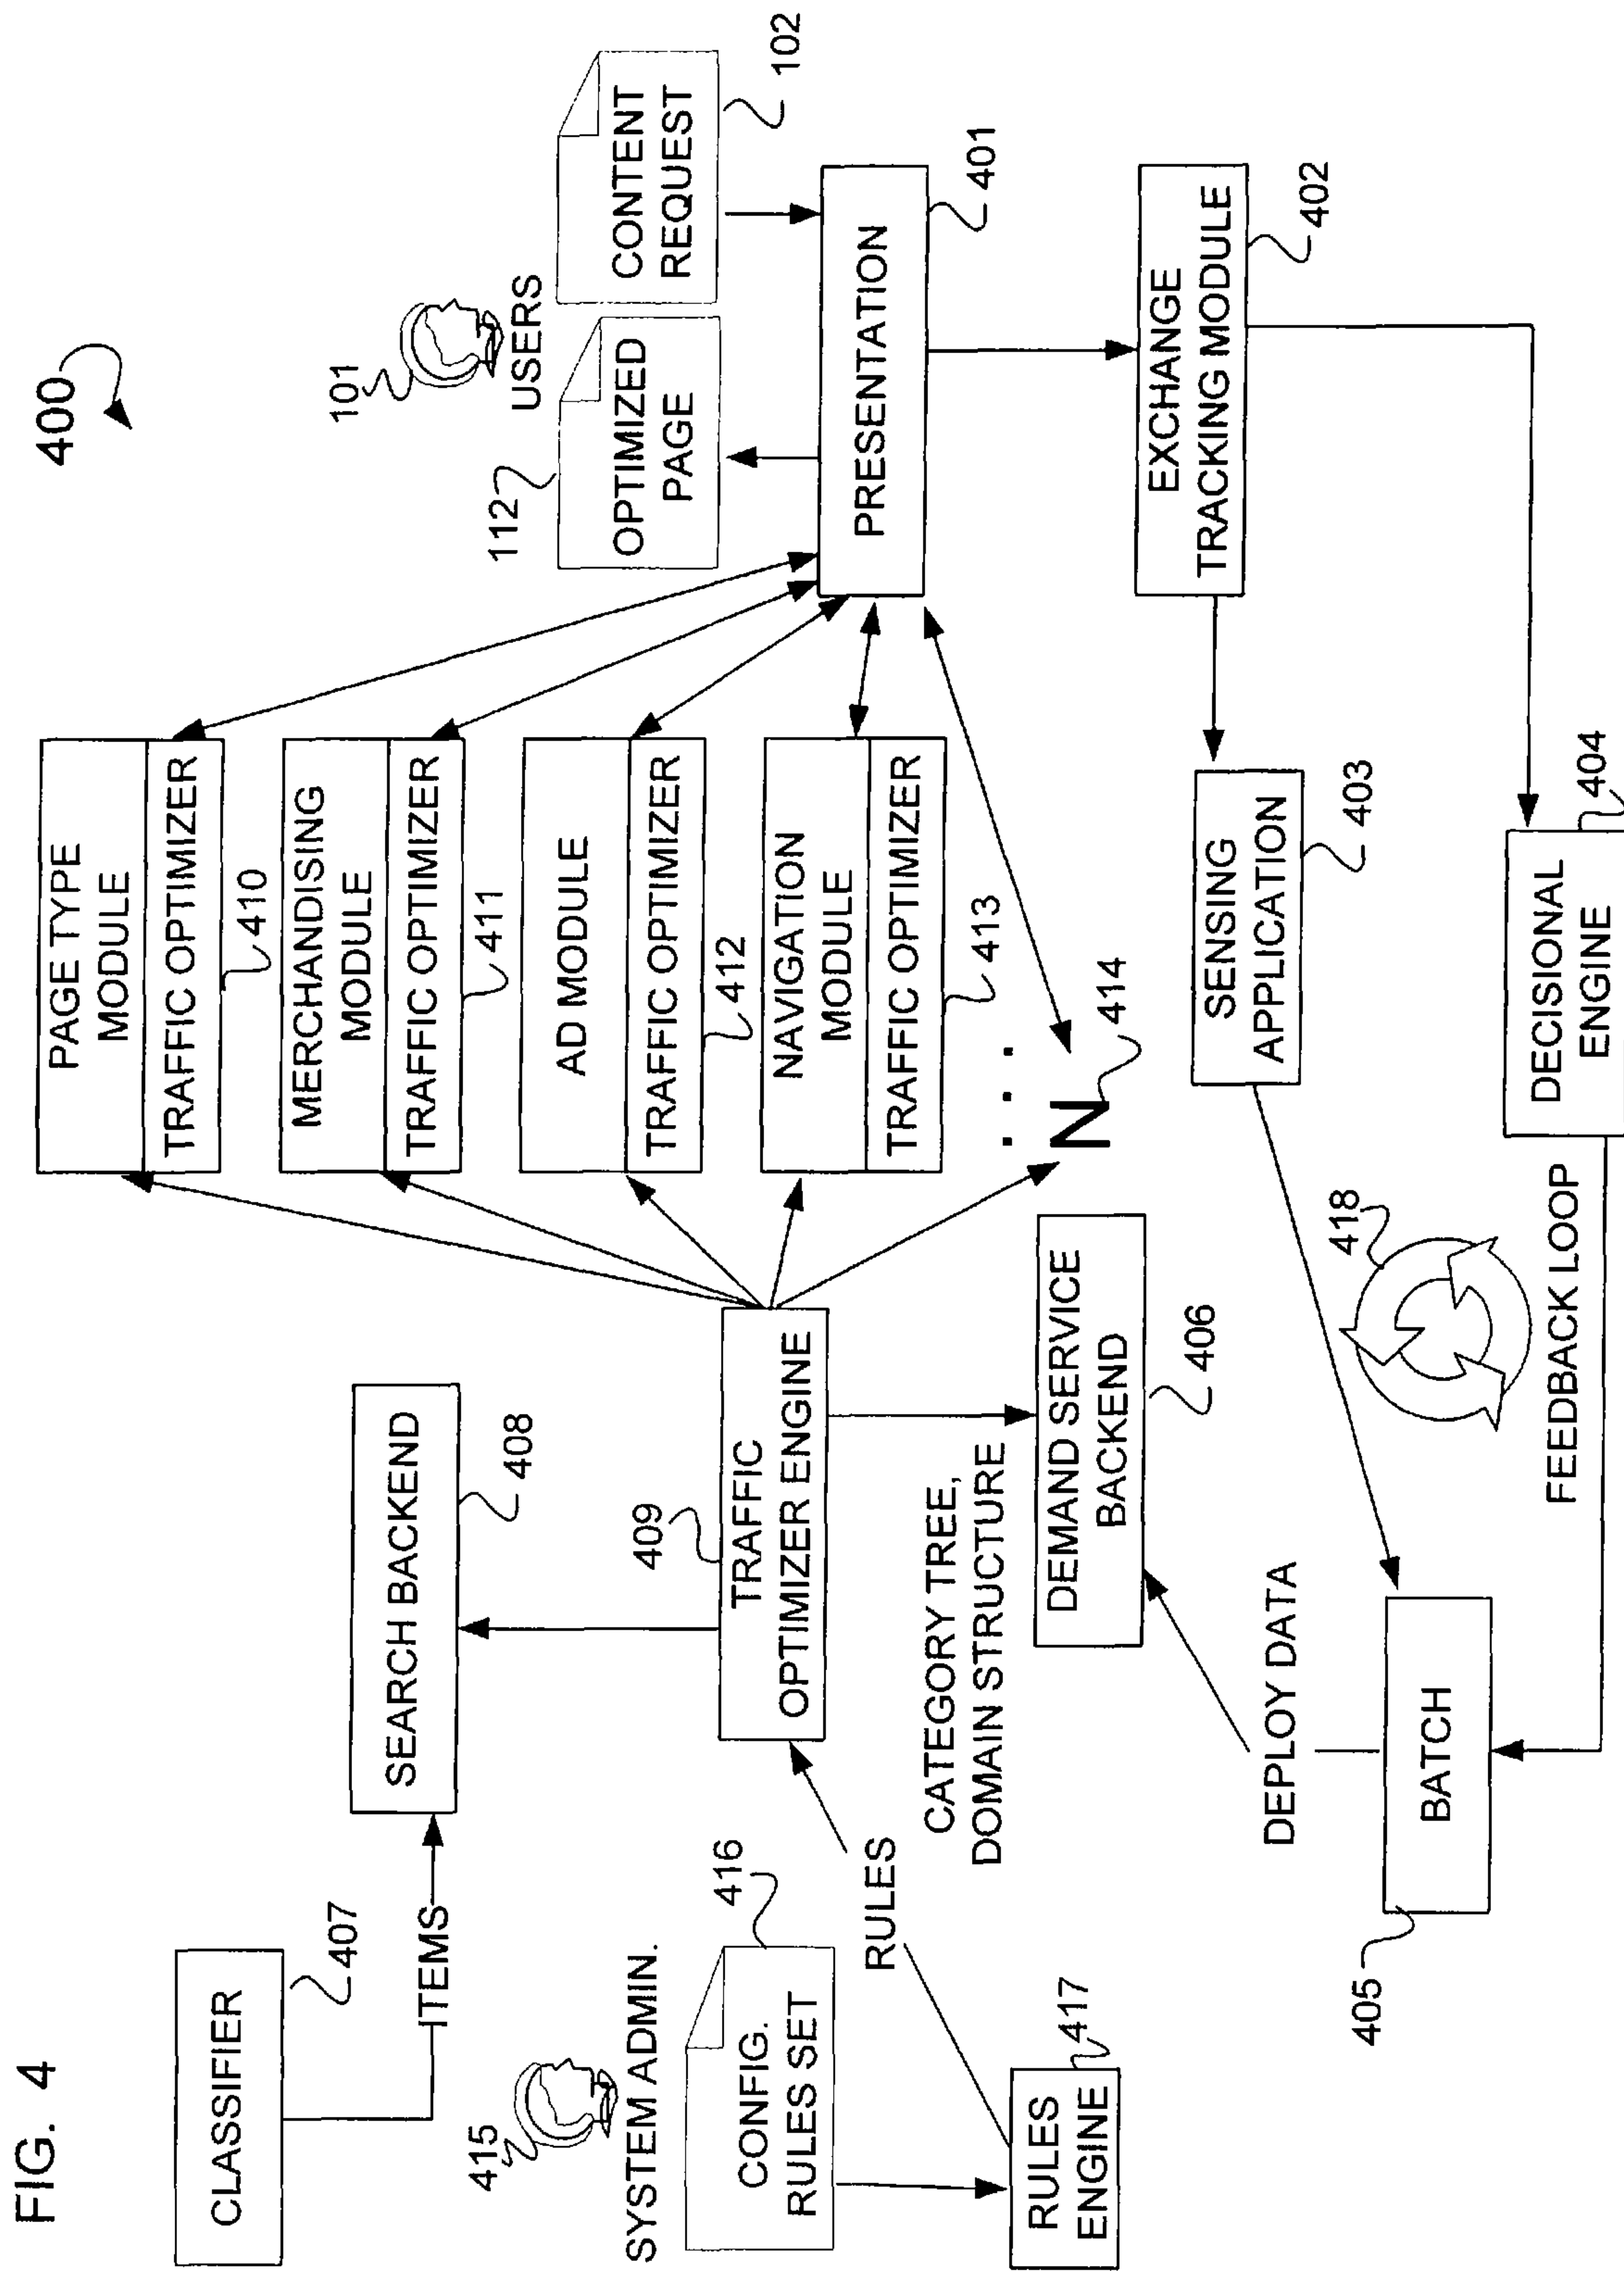 FIG. 4
400
CLASSIFIER
407
ITEMS
SEARCH BACKEND
408
415
SYSTEM ADMIN.
CONFIG.
RULES SET
416
RULES
ENGINE
417
RULES
409
TRAFFIC
OPTIMIZER ENGINE
CATEGORY TREE,
DOMAIN STRUCTURE
DEMAND SERVICE
BACKEND
406
DEPLOY DATA
BATCH
405
PAGE TYPE
MODULE
TRAFFIC OPTIMIZER
410
MERCHANDISING
MODULE
TRAFFIC OPTIMIZER
411
AD MODULE
TRAFFIC OPTIMIZER
412
NAVIGATION
MODULE
TRAFFIC OPTIMIZER
413
. . .
N
414
101
USERS
112
OPTIMIZED
PAGE
CONTENT
REQUEST
102
PRESENTATION
401
EXCHANGE
TRACKING MODULE
402
SENSING
APPLICATION
403
DECISIONAL
ENGINE
404
418
FEEDBACK LOOP